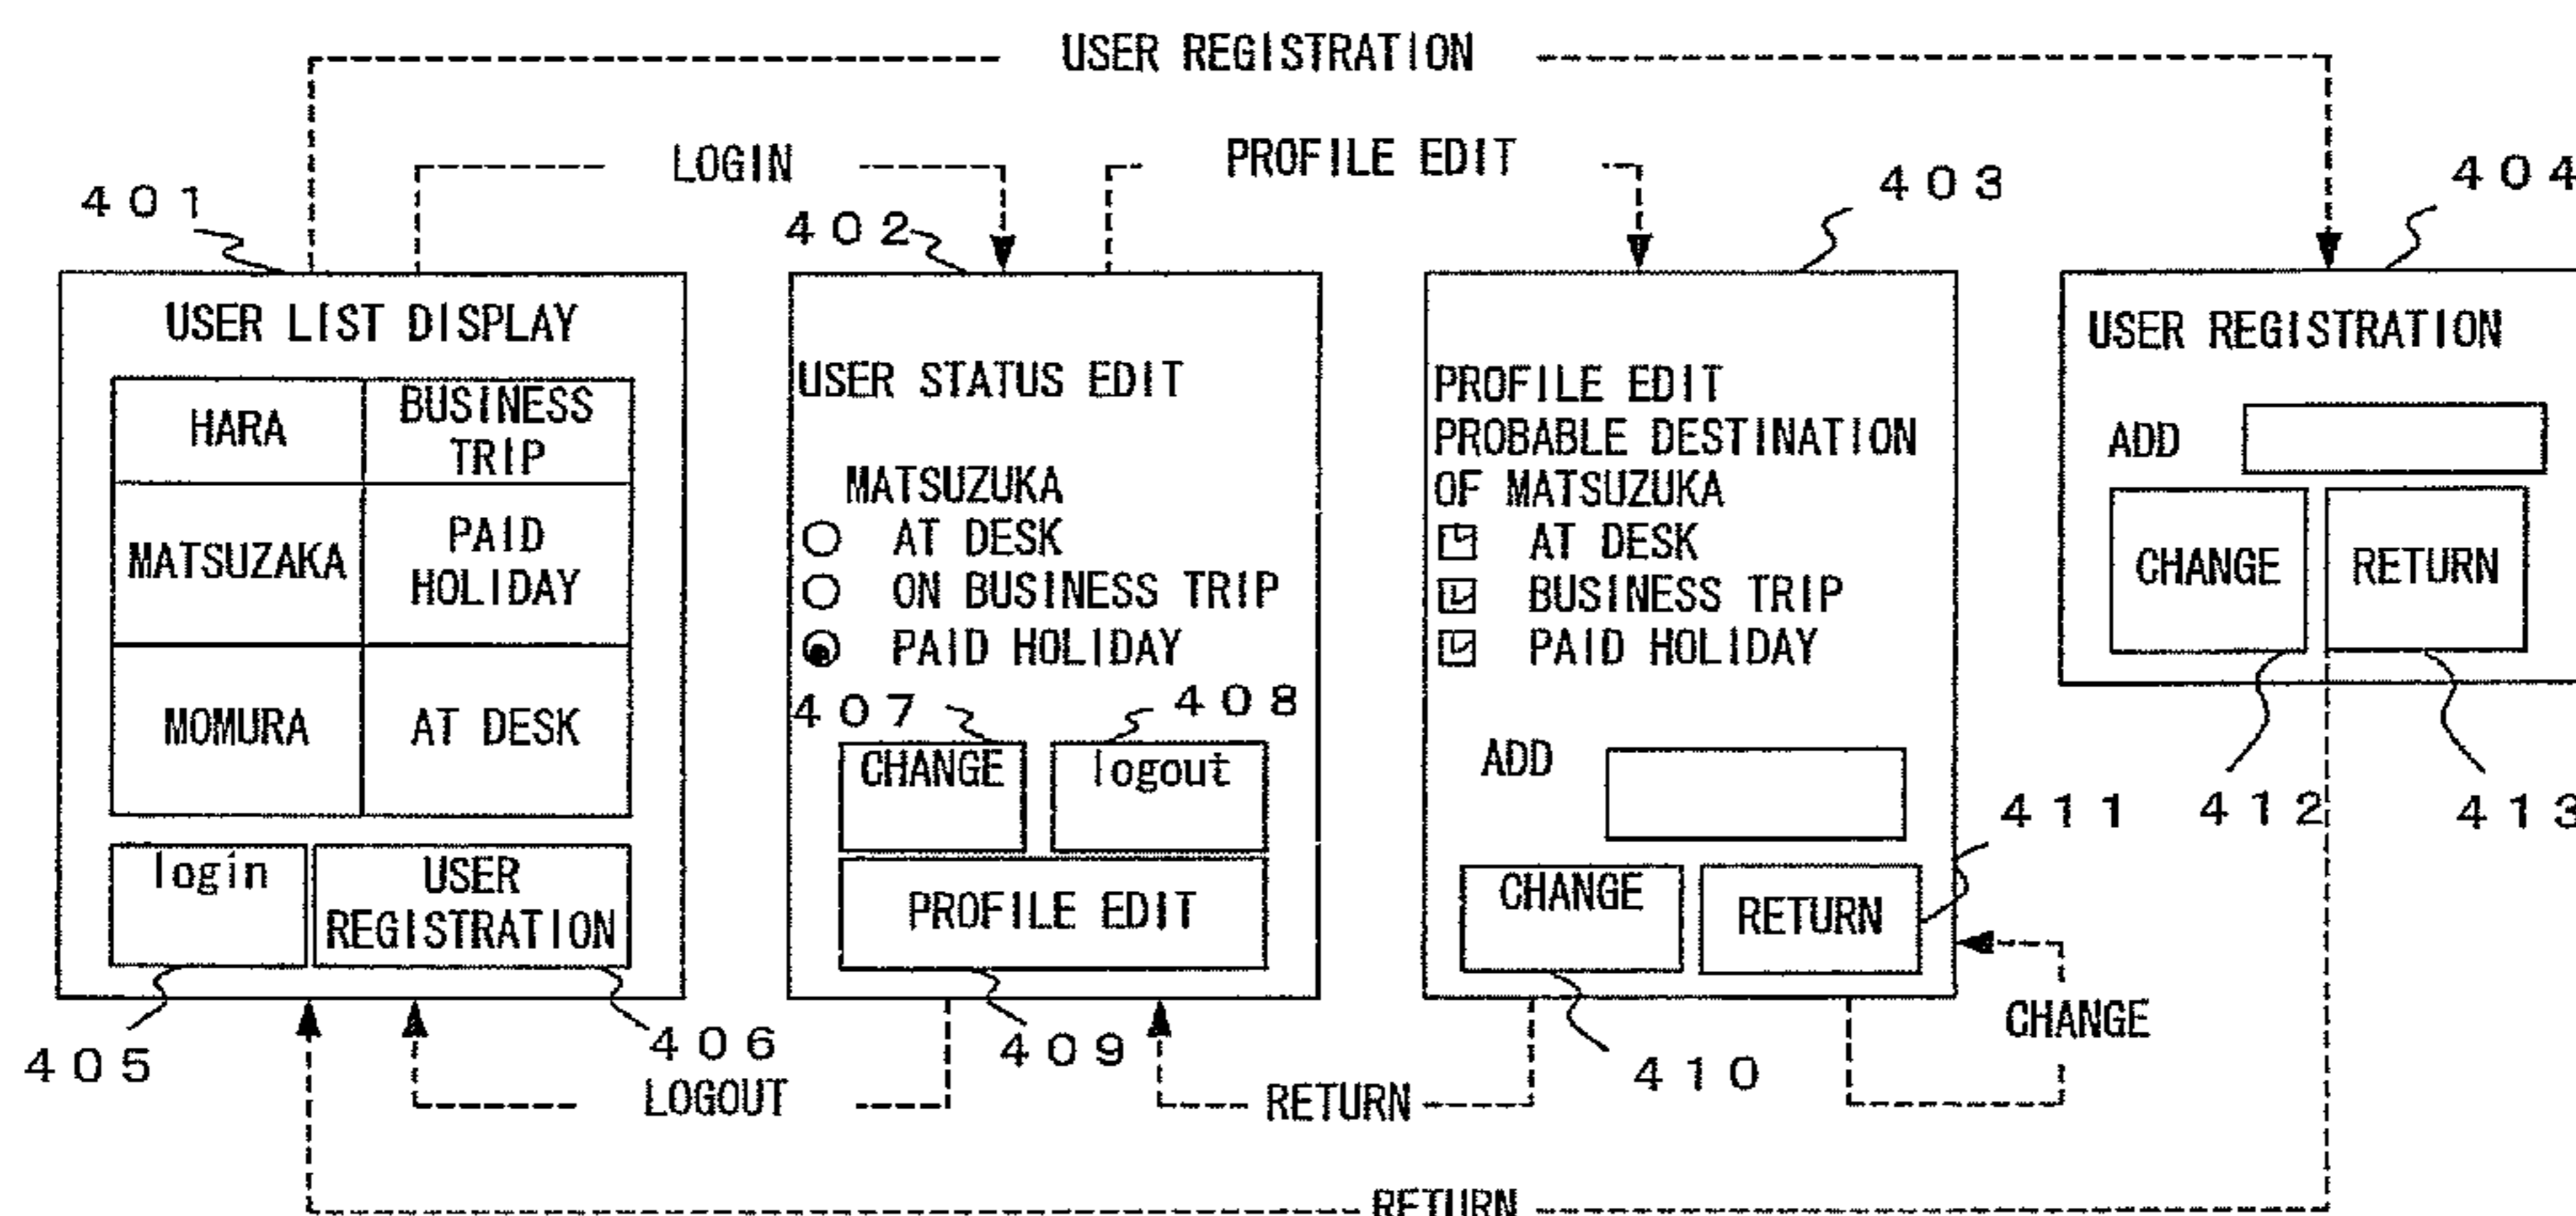 USER REGISTRATION
LOGIN
PROFILE EDIT
401
402
403
404
USER LIST DISPLAY
HARA
BUSINESS
TRIP
MATSUZAKA
PAID
HOLIDAY
MOMURA
AT DESK
login
USER
REGISTRATION
405
406
USER STATUS EDIT
MATSUZUKA
AT DESK
ON BUSINESS TRIP
PAID HOLIDAY
407
408
CHANGE
logout
PROFILE EDIT
409
PROFILE EDIT
PROBABLE DESTINATION
OF MATSUZUKA
AT DESK
BUSINESS TRIP
PAID HOLIDAY
ADD
CHANGE
RETURN
410
411
USER REGISTRATION
ADD
CHANGE
RETURN
412
413
CHANGE
LOGOUT
RETURN
RETURN